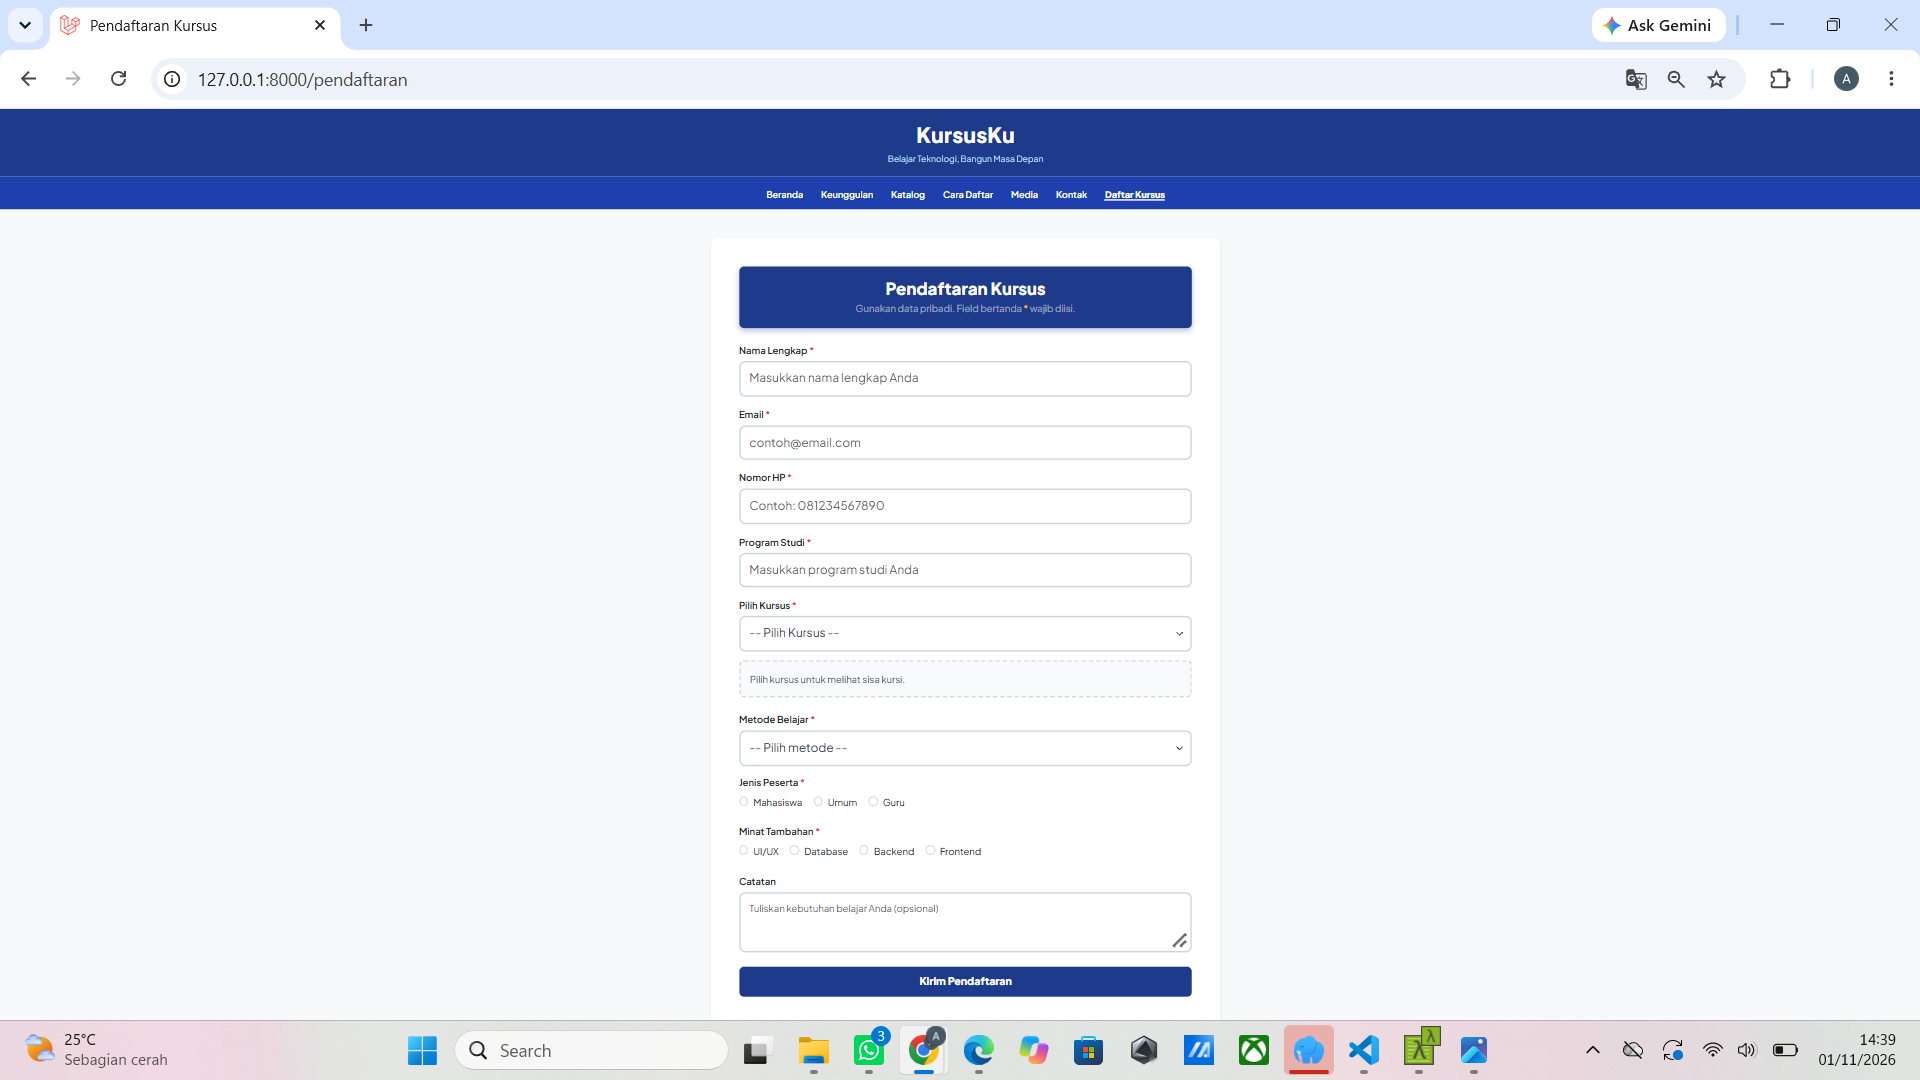 Pendaftaran Kursus
Ask Gemini
127.0.0.1:8000/pendaftaran
A
KursusKu
Belajar Teknologi, Bangun Masa Depan
Beranda Keunggulan Katalog Cara Daftar Media Kontak Daftar Kursus
Pendaftaran Kursus
Gunakan data pribadi. Field bertanda * wajib diisi.
Nama Lengkap *
Masukkan nama lengkap Anda
Email *
contoh@email.com
Nomor HP *
Contoh: 081234567890
Program Studi *
Masukkan program studi Anda
Pilih Kursus *
-- Pilih Kursus --
Pilih kursus untuk melihat sisa kursi.
Metode Belajar *
-- Pilih metode --
Jenis Peserta *
Mahasiswa Umum Guru
Minat Tambahan *
UI/UX Database Backend Frontend
Catatan
Tuliskan kebutuhan belajar Anda (opsional)
Kirim Pendaftaran
25°C
Sebagian cerah
Search
3
A
14:39
01/11/2026